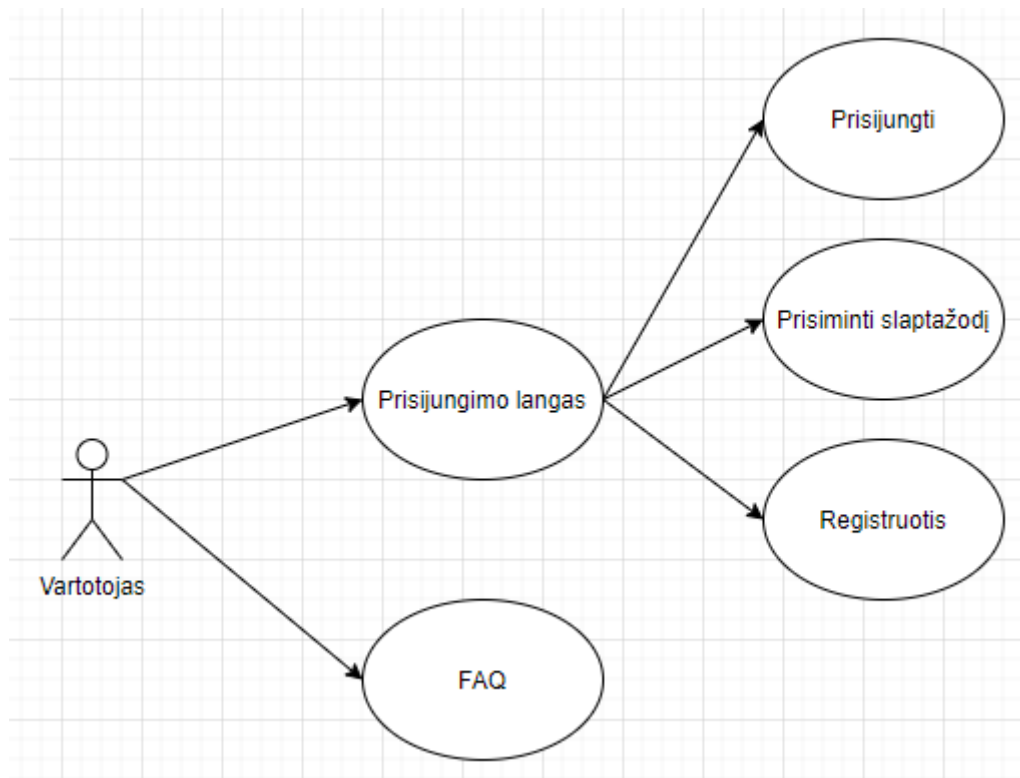 Prisijungti
Prisiminti slaptažodį
Prisijungimo langas
Registruotis
Vartotojas
FAQ